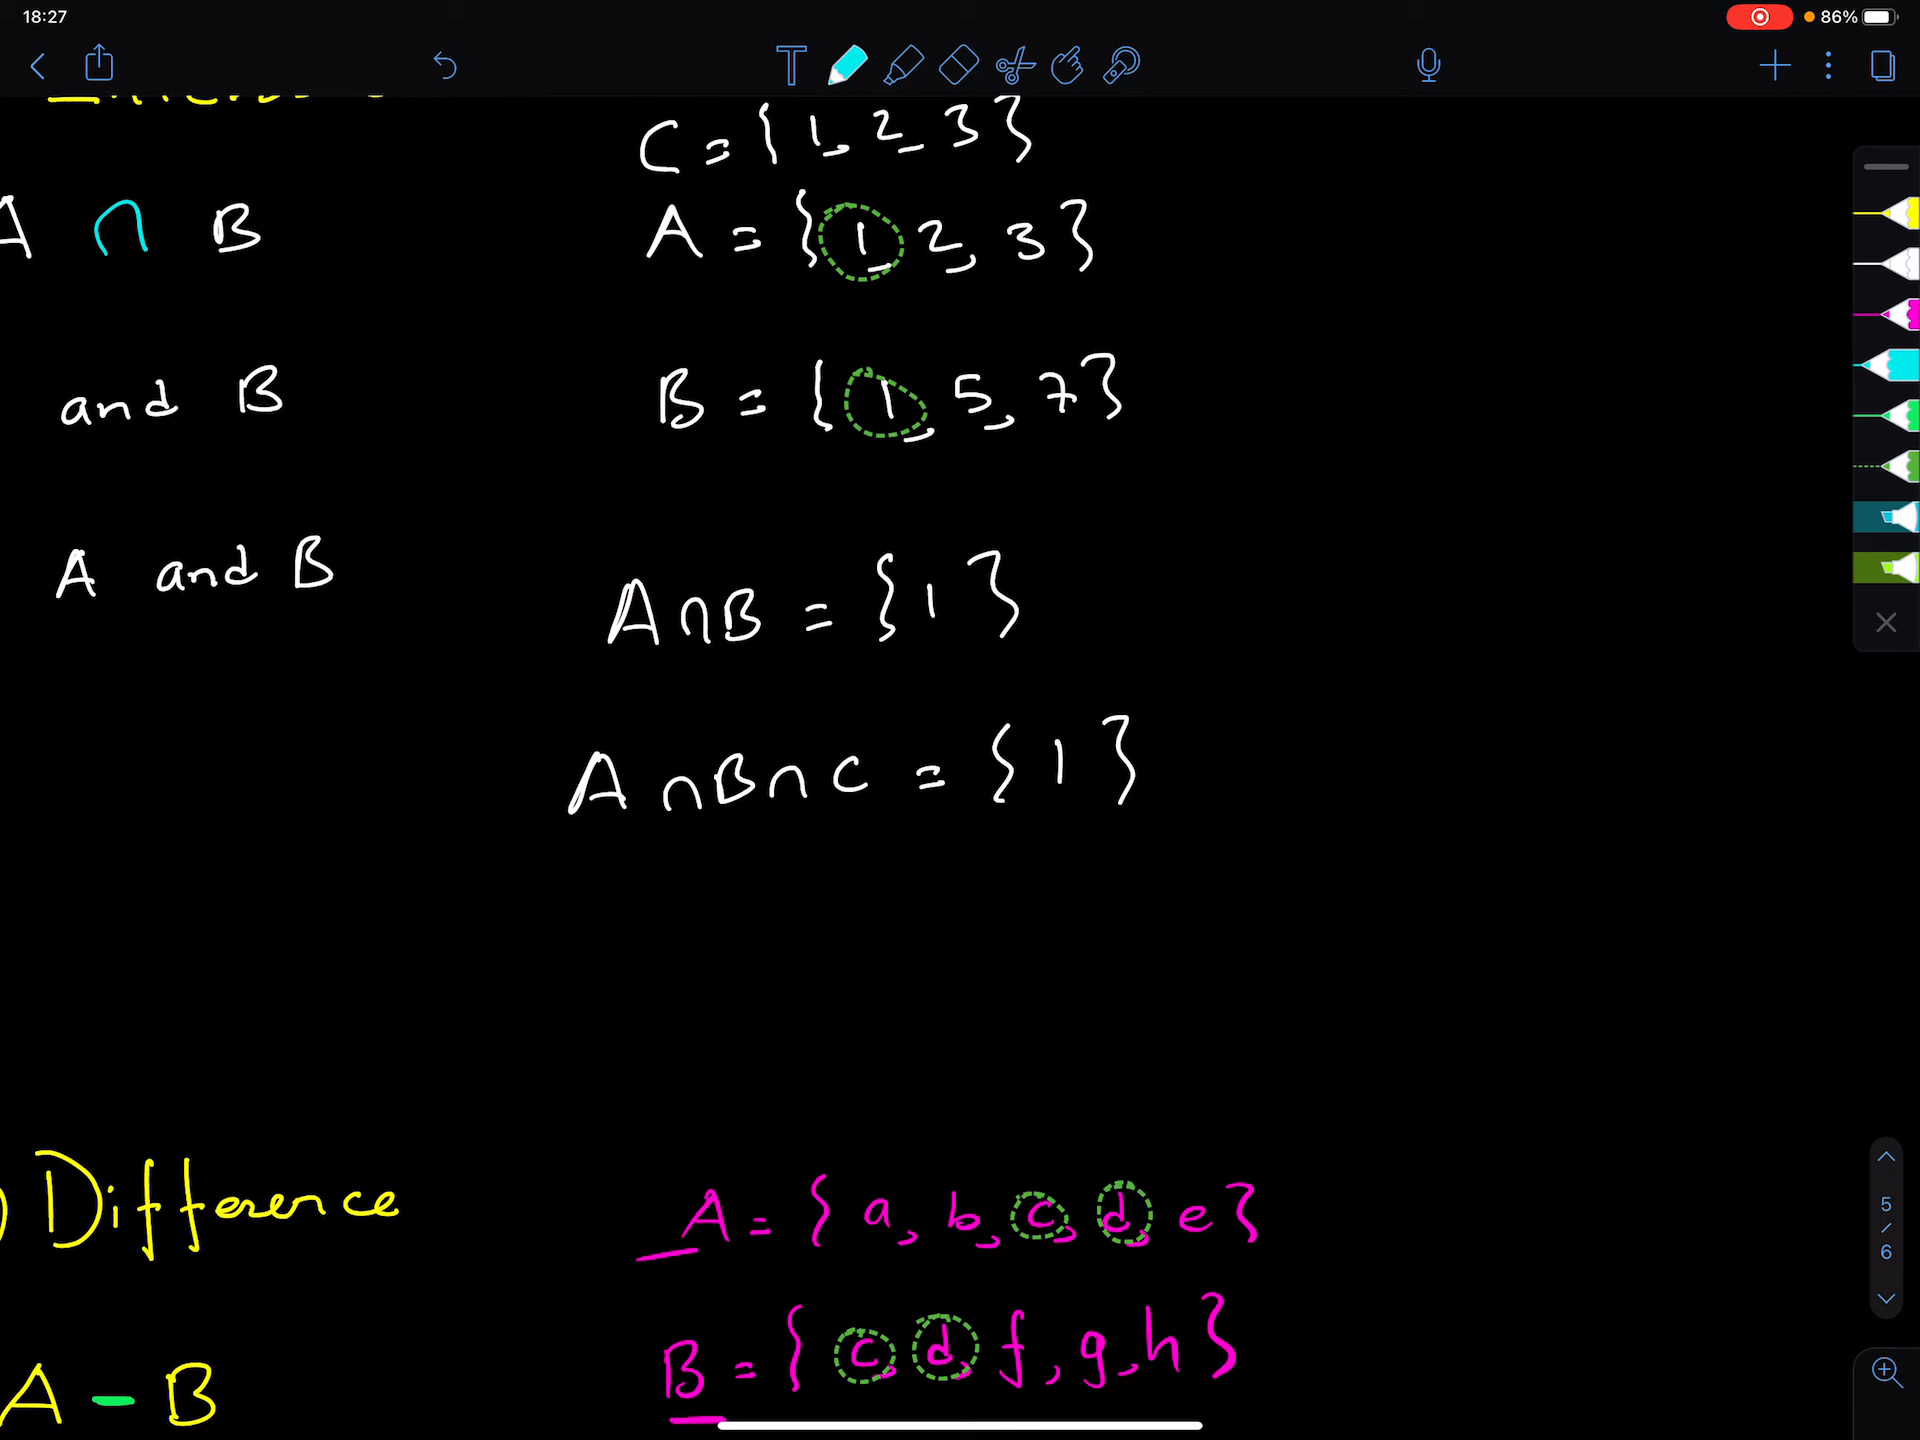 18:27
86%
C = { 1, 2, 3 }
A ∩ B
A = { 1, 2, 3 }
and B
B = { 1, 5, 7 }
A and B
A∩B = { 1 }
A∩B∩C = { 1 }
5 / 6
) Difference
A = { a, b, c, d, e }
B = { c, d, f, g, h }
A - B